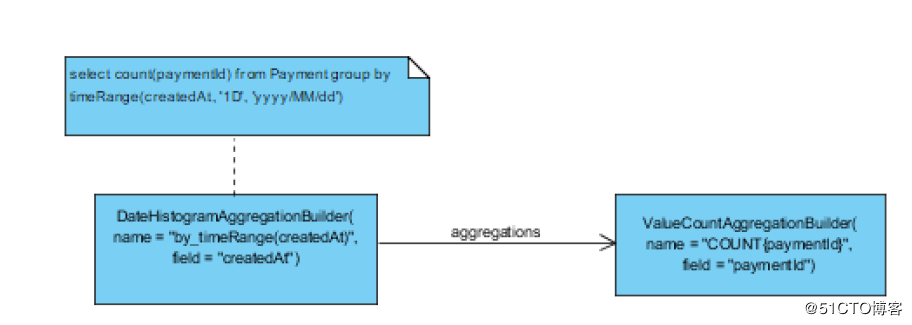 select count(paymentId) from Payment group by
timeRange(createdAt, '1D', 'yyyy/MM/dd')
DateHistogramAggregationBuilder(
name = "by_timeRange(createdAt)",
field = "createdAt")
aggregations
ValueCountAggregationBuilder(
name = "COUNT{paymentId}",
field = "paymentId")
@51CTO博客